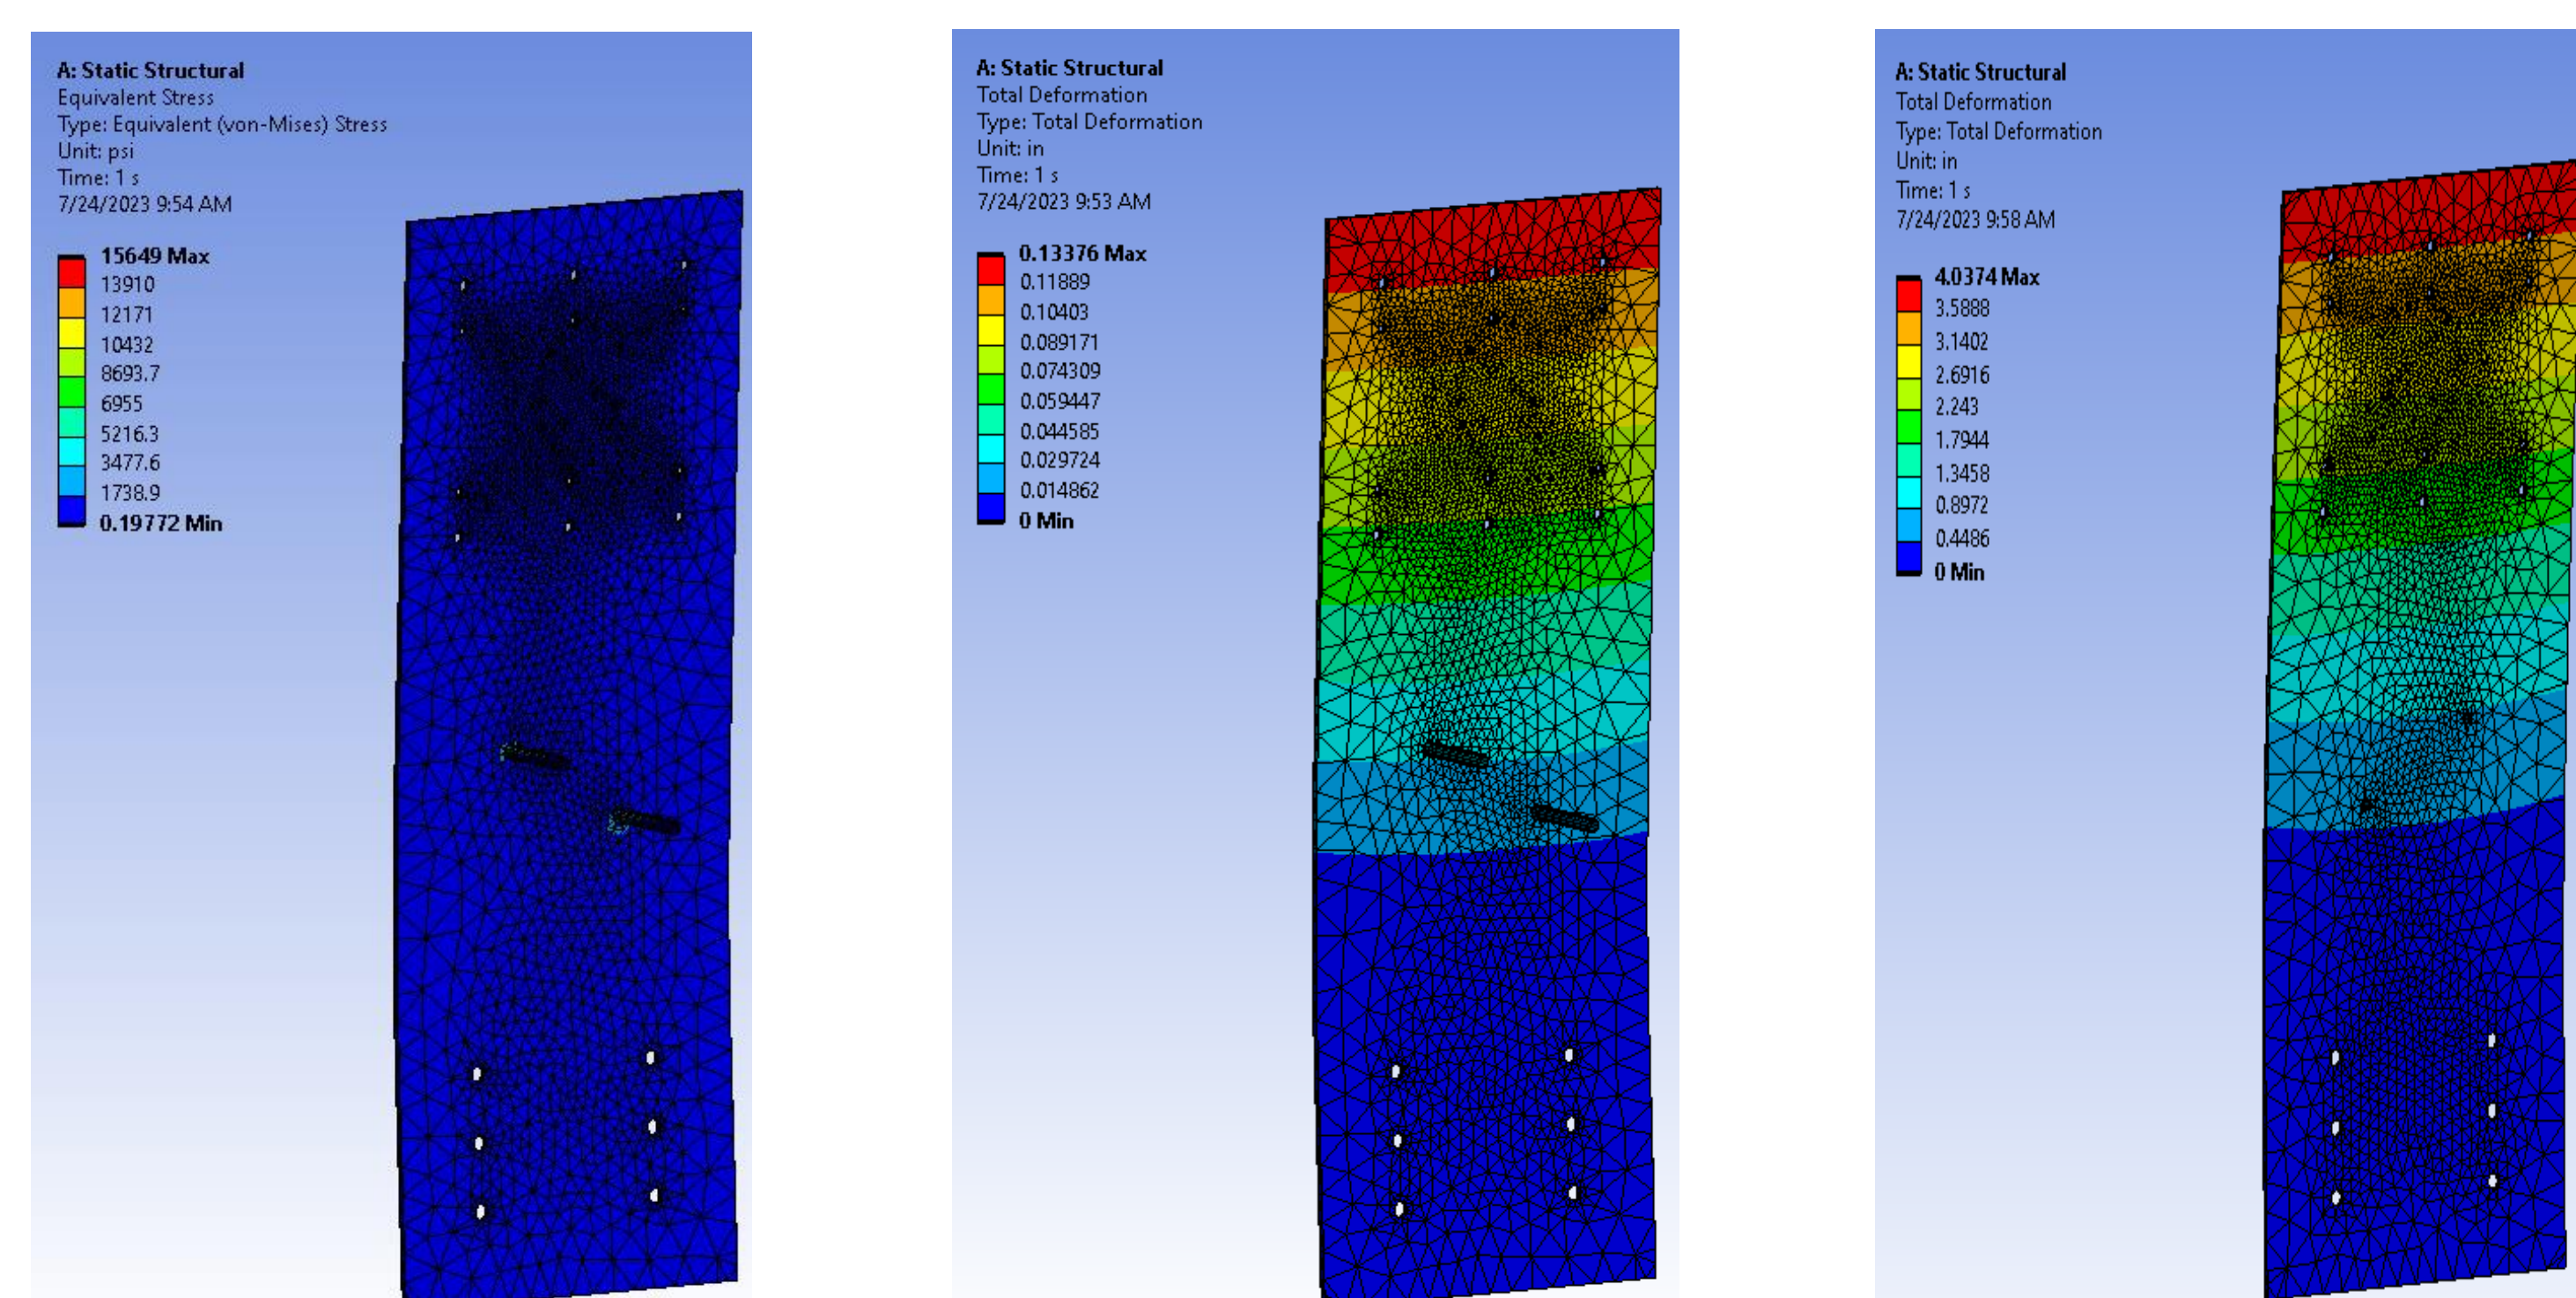 A: Static Structural
Equivalent Stress
Type: Equivalent (von-Mises) Stress
Unit: psi
Time: 1 s
7/24/2023 9:54 AM
15649 Max
13910
12171
10432
8693.7
6955
5216.3
3477.6
1738.9
0.19772 Min
A: Static Structural
Total Deformation
Type: Total Deformation
Unit: in
Time: 1 s
7/24/2023 9:53 AM
0.13376 Max
0.11889
0.10403
0.089171
0.074309
0.059447
0.044585
0.029724
0.014862
0 Min
A: Static Structural
Total Deformation
Type: Total Deformation
Unit: in
Time: 1 s
7/24/2023 9:58 AM
4.0374 Max
3.5888
3.1402
2.6916
2.243
1.7944
1.3458
0.8972
0.4486
0 Min